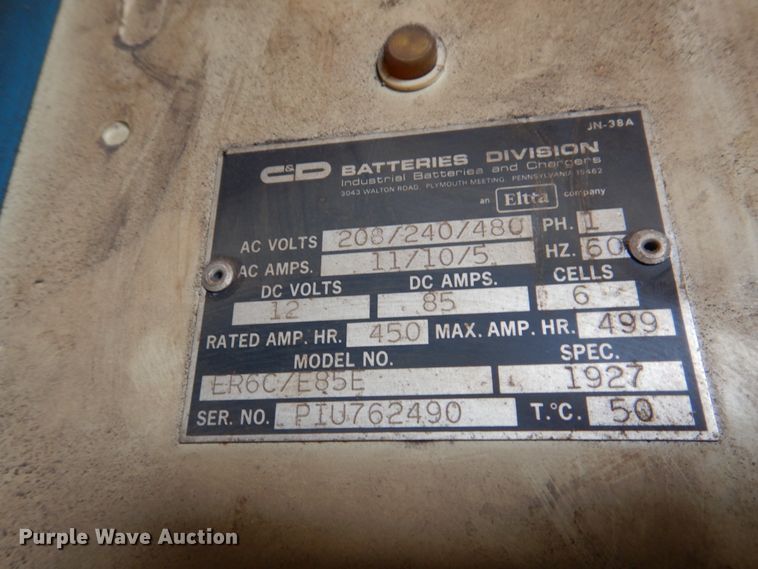 JN-38A
C&D BATTERIES DIVISION
Industrial Batteries and Chargers
3043 WALTON ROAD, PLYMOUTH MEETING, PENNSYLVANIA 19462
an Eltra company
AC VOLTS 208/240/480 PH. 1
AC AMPS. 11/10/5 HZ. 60
DC VOLTS DC AMPS. CELLS
12 85 6
RATED AMP. HR. 450 MAX. AMP. HR. 499
MODEL NO. SPEC.
ER6C/E85E 1927
SER. NO. PIU762490 T.°C. 50
Purple Wave Auction